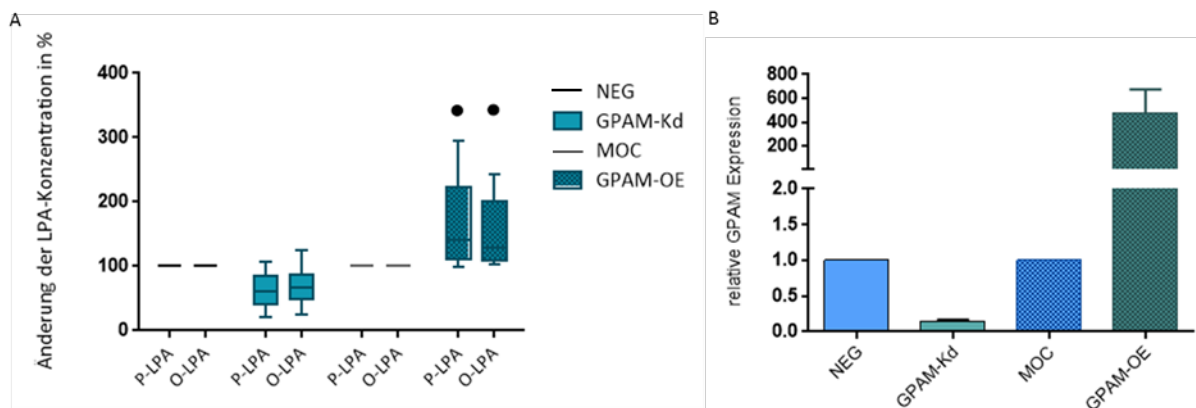 A
Änderung der LPA-Konzentration in %
400
300
200
100
0
P-LPA
O-LPA
P-LPA
O-LPA
P-LPA
O-LPA
P-LPA
O-LPA
NEG
GPAM-Kd
MOC
GPAM-OE
B
relative GPAM Expression
800
600
400
200
2.0
1.5
1.0
0.5
0.0
NEG
GPAM-Kd
MOC
GPAM-OE